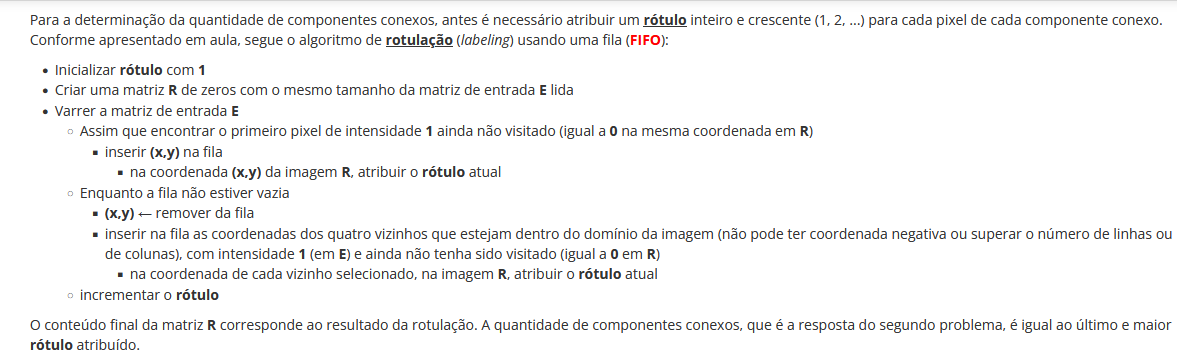 Para a determinação da quantidade de componentes conexos, antes é necessário atribuir um rótulo inteiro e crescente (1, 2, ...) para cada pixel de cada componente conexo.
Conforme apresentado em aula, segue o algoritmo de rotulação (labeling) usando uma fila (FIFO):
• Inicializar rótulo com 1
• Criar uma matriz R de zeros com o mesmo tamanho da matriz de entrada E lida
• Varrer a matriz de entrada E
◦ Assim que encontrar o primeiro pixel de intensidade 1 ainda não visitado (igual a 0 na mesma coordenada em R)
▪ inserir (x,y) na fila
▪ na coordenada (x,y) da imagem R, atribuir o rótulo atual
◦ Enquanto a fila não estiver vazia
▪ (x,y) ← remover da fila
▪ inserir na fila as coordenadas dos quatro vizinhos que estejam dentro do domínio da imagem (não pode ter coordenada negativa ou superar o número de linhas ou
de colunas), com intensidade 1 (em E) e ainda não tenha sido visitado (igual a 0 em R)
▪ na coordenada de cada vizinho selecionado, na imagem R, atribuir o rótulo atual
◦ incrementar o rótulo
O conteúdo final da matriz R corresponde ao resultado da rotulação. A quantidade de componentes conexos, que é a resposta do segundo problema, é igual ao último e maior
rótulo atribuído.